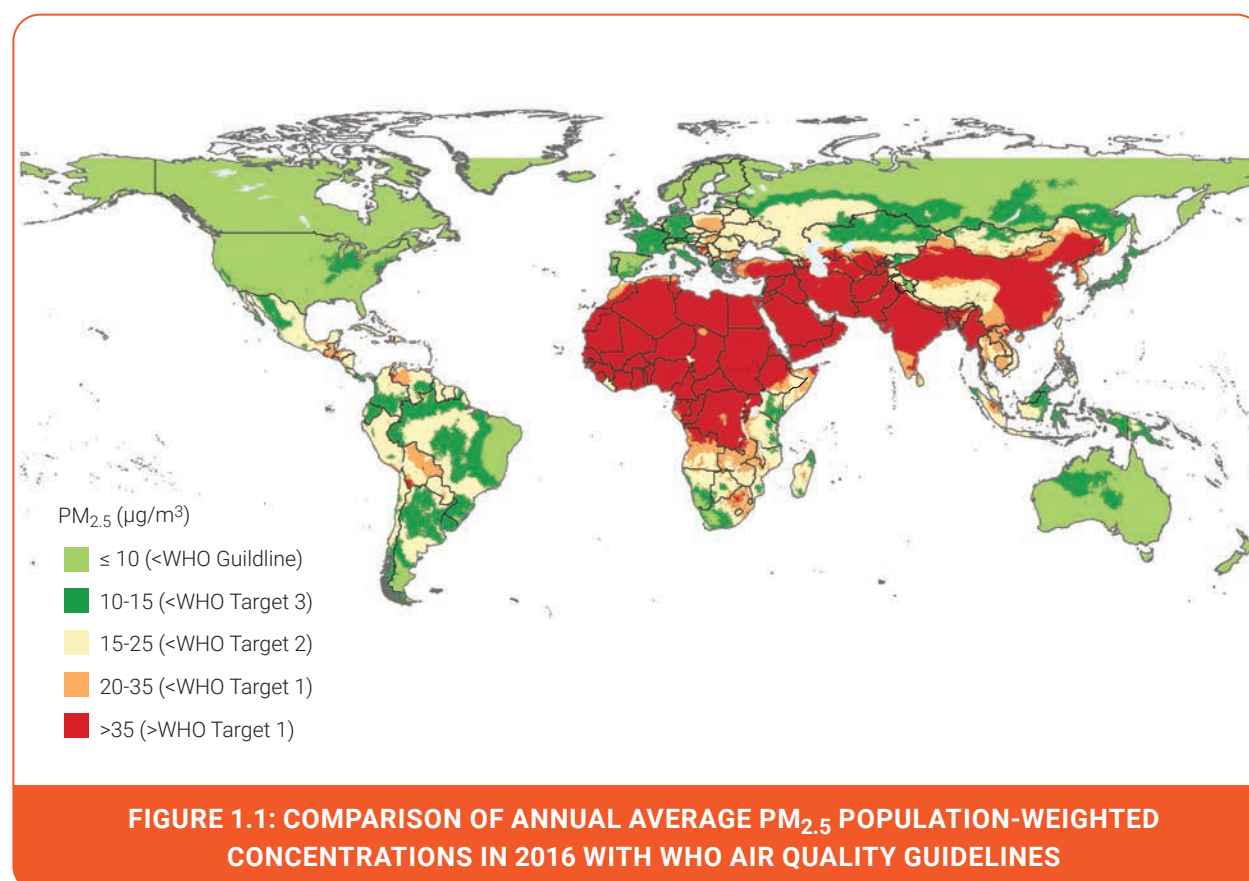 PM₂.₅ (µg/m³)
≤ 10 (<WHO Guildline)
10-15 (<WHO Target 3)
15-25 (<WHO Target 2)
20-35 (<WHO Target 1)
>35 (>WHO Target 1)
FIGURE 1.1: COMPARISON OF ANNUAL AVERAGE PM₂.₅ POPULATION-WEIGHTED
CONCENTRATIONS IN 2016 WITH WHO AIR QUALITY GUIDELINES